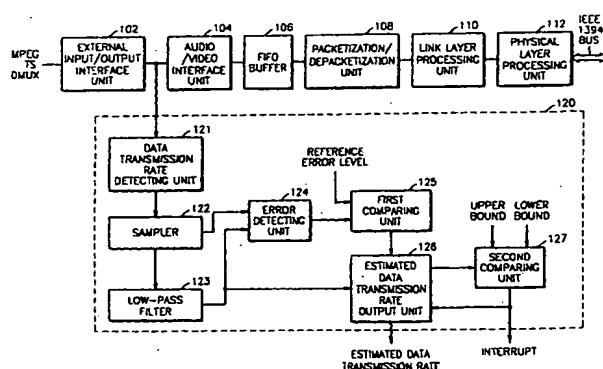 102
104
106
108
110
112
IEEE
1394
BUS
MPEG
TS
DMUX
EXTERNAL
INPUT/OUTPUT
INTERFACE
UNIT
AUDIO
/VIDEO
INTERFACE
UNIT
FIFO
BUFFER
PACKETIZATION/
DEPACKETIZATION
UNIT
LINK LAYER
PROCESSING
UNIT
PHYSICAL
LAYER
PROCESSING
UNIT
120
121
DATA
TRANSMISSION
RATE
DETECTING UNIT
REFERENCE
ERROR LEVEL
122
SAMPLER
124
ERROR
DETECTING
UNIT
125
FIRST
COMPARING
UNIT
UPPER
BOUND
LOWER
BOUND
123
LOW-PASS
FILTER
126
ESTIMATED
DATA
TRANSMISSION
RATE
OUTPUT UNIT
127
SECOND
COMPARING
UNIT
ESTIMATED DATA
TRANSMISSION RATE
INTERRUPT